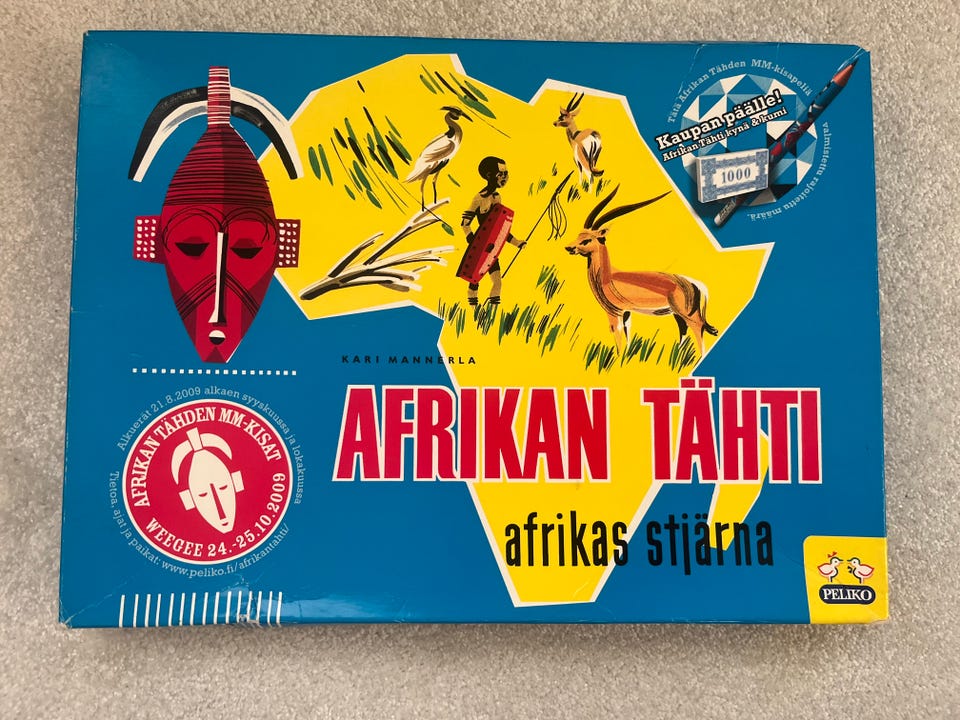 Tätä Afrikan Tähden MM-kisapeliä
valmistettu rajoitettu määrä.
Kaupan päälle!
Afrikan Tähti kynä & kumi
1000
KARI MANNERLA
AFRIKAN TÄHTI
afrikas stjärna
Alkuerät 21.8.2009 alkaen syyskuussa ja lokakuussa
AFRIKAN TÄHDEN MM-KISAT
WEEGEE 24.-25.10.2009
Tietoa, ajat ja paikat: www.peliko.fi/afrikantahti/
PELIKO